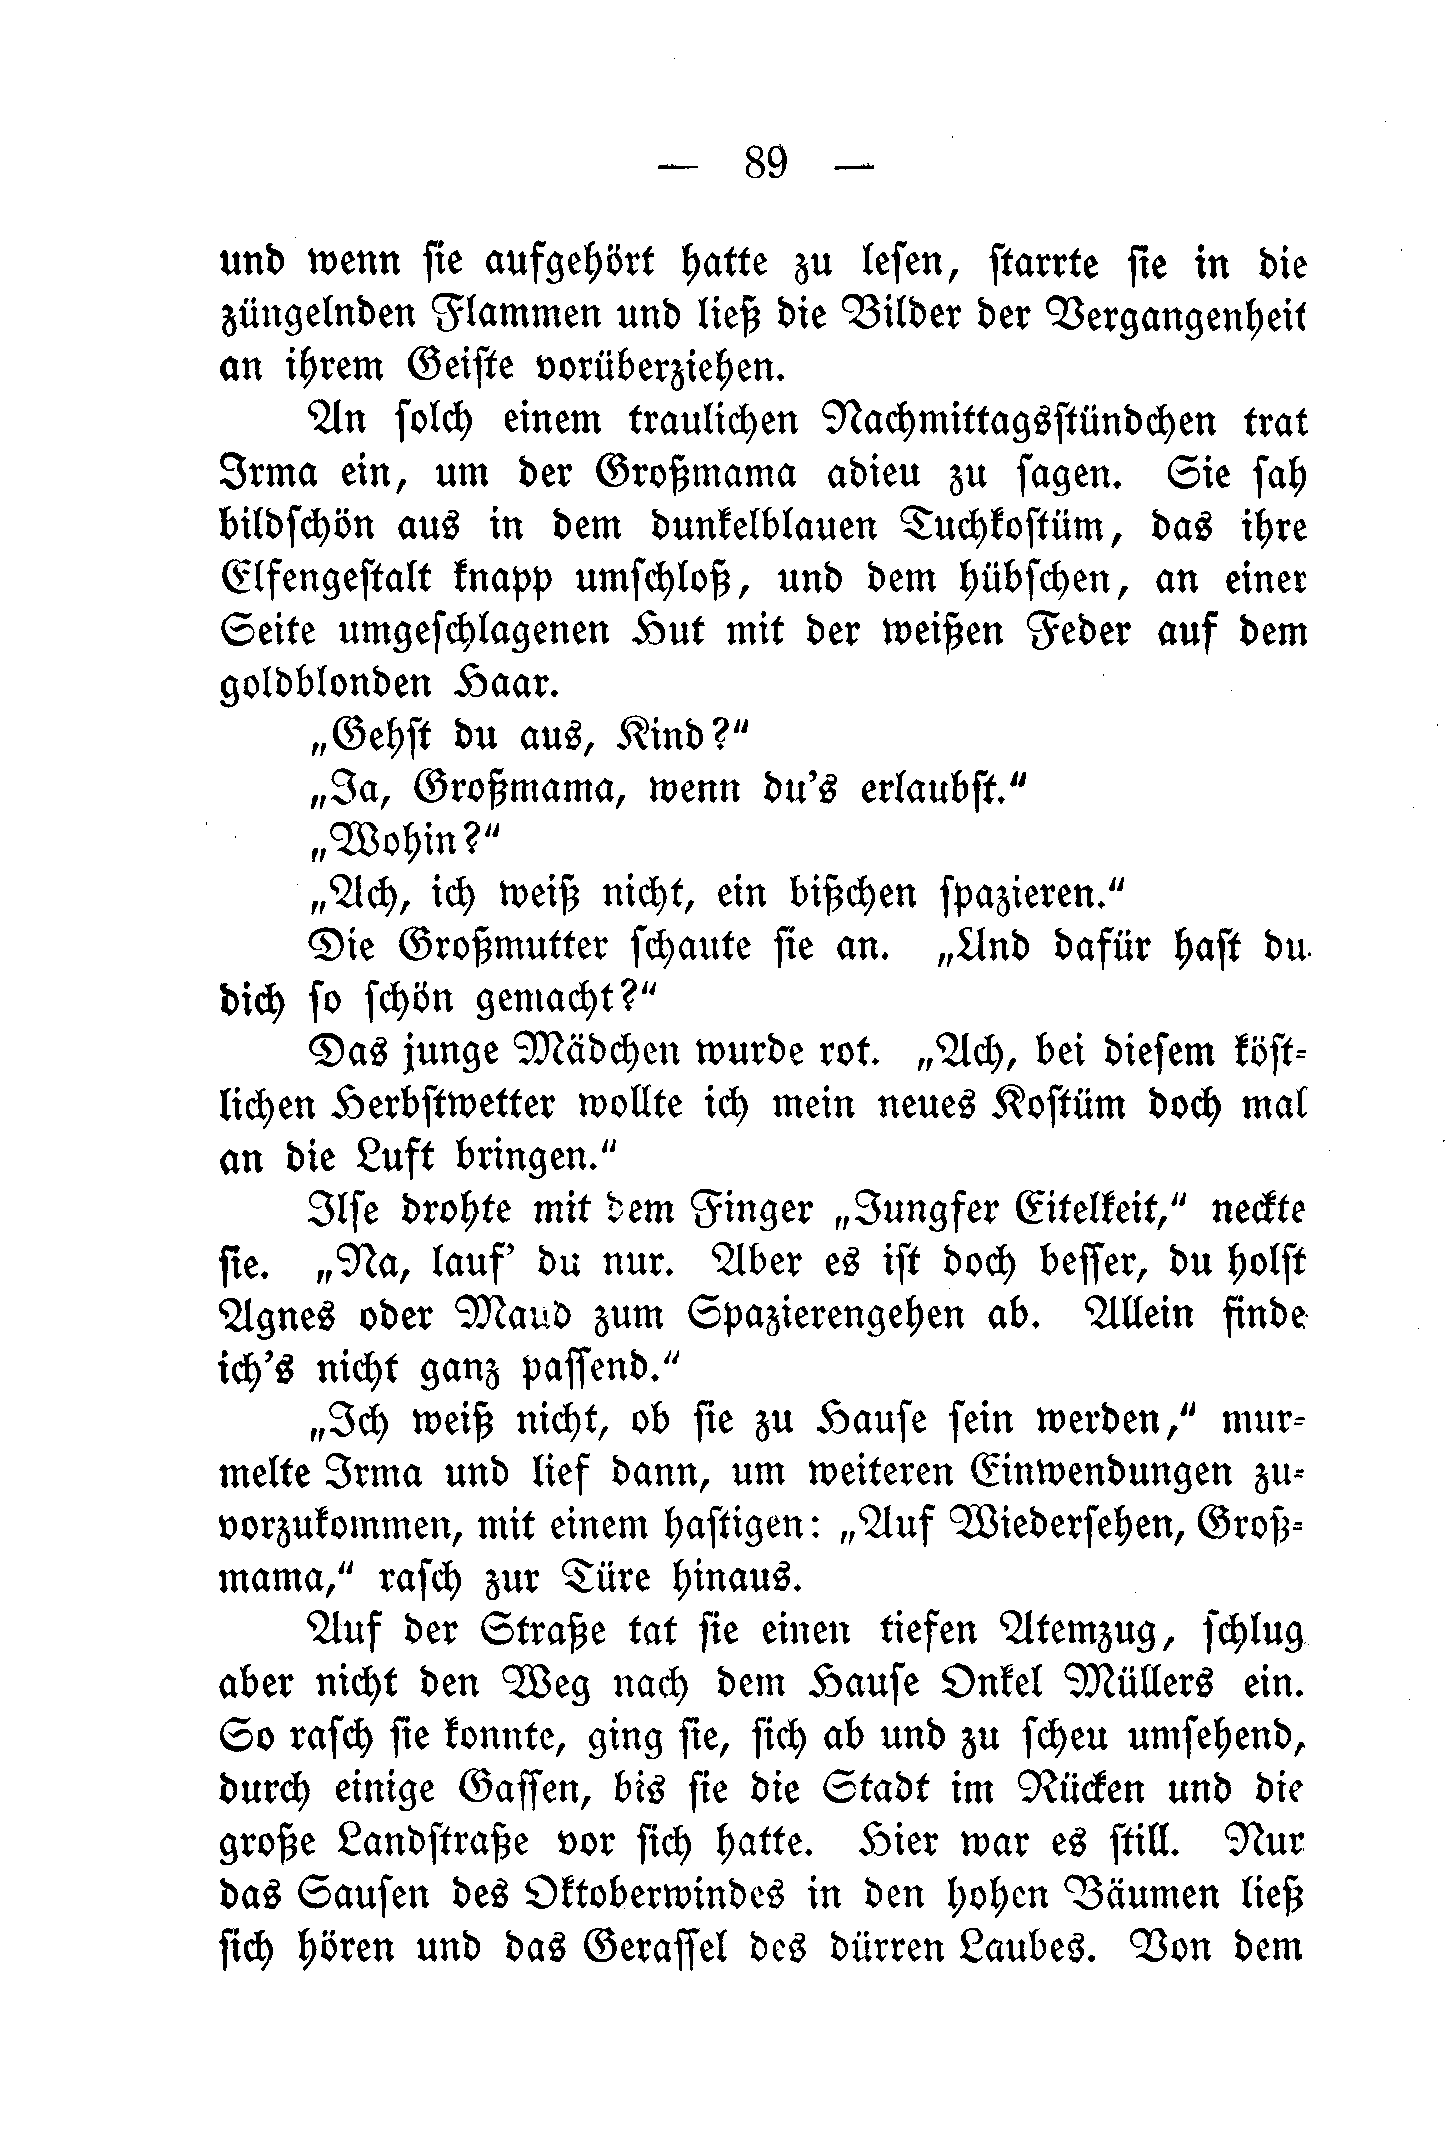 — 89 —
und wenn sie aufgehört hatte zu lesen, starrte sie in die
züngelnden Flammen und ließ die Bilder der Vergangenheit
an ihrem Geiste vorüberziehen.
An solch einem traulichen Nachmittagsstündchen trat
Irma ein, um der Großmama adieu zu sagen. Sie sah
bildschön aus in dem dunkelblauen Tuchkostüm, das ihre
Elfengestalt knapp umschloß, und dem hübschen, an einer
Seite umgeschlagenen Hut mit der weißen Feder auf dem
goldblonden Haar.
„Gehst du aus, Kind?“
„Ja, Großmama, wenn du's erlaubst.“
„Wohin?“
„Ach, ich weiß nicht, ein bißchen spazieren.“
Die Großmutter schaute sie an. „Und dafür hast du
dich so schön gemacht?“
Das junge Mädchen wurde rot. „Ach, bei diesem köst-
lichen Herbstwetter wollte ich mein neues Kostüm doch mal
an die Luft bringen.“
Ilse drohte mit dem Finger „Jungfer Eitelkeit,“ neckte
sie. „Na, lauf' du nur. Aber es ist doch besser, du holst
Agnes oder Maud zum Spazierengehen ab. Allein finde
ich's nicht ganz passend.“
„Ich weiß nicht, ob sie zu Hause sein werden,“ mur-
melte Irma und lief dann, um weiteren Einwendungen zu-
vorzukommen, mit einem hastigen: „Auf Wiedersehen, Groß-
mama,“ rasch zur Türe hinaus.
Auf der Straße tat sie einen tiefen Atemzug, schlug
aber nicht den Weg nach dem Hause Onkel Müllers ein.
So rasch sie konnte, ging sie, sich ab und zu scheu umsehend,
durch einige Gassen, bis sie die Stadt im Rücken und die
große Landstraße vor sich hatte. Hier war es still. Nur
das Sausen des Oktoberwindes in den hohen Bäumen ließ
sich hören und das Gerassel des dürren Laubes. Von dem